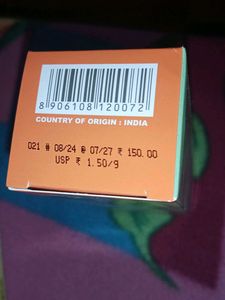 8 906108 120072
COUNTRY OF ORIGIN : INDIA
021 @ 08/24 @ 07/27 ₹ 150.00
USP ₹ 1.50/g